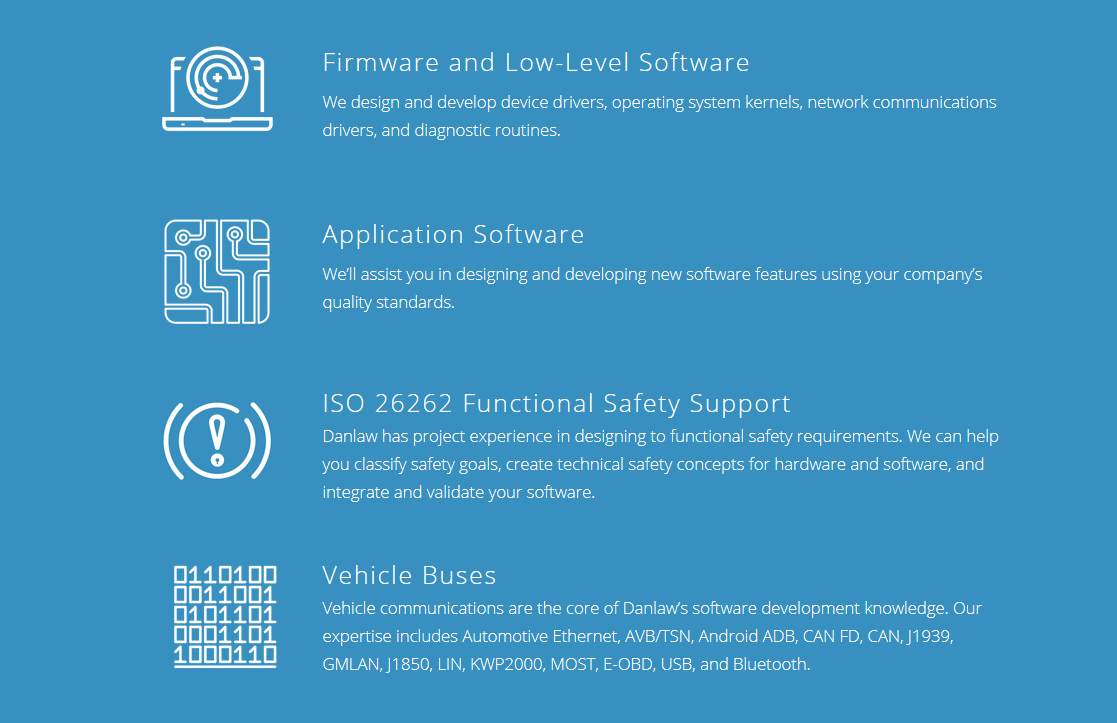 Firmware and Low-Level Software
We design and develop device drivers, operating system kernels, network communications
drivers, and diagnostic routines.
Application Software
We'll assist you in designing and developing new software features using your company's
quality standards.
ISO 26262 Functional Safety Support
Danlaw has project experience in designing to functional safety requirements. We can help
you classify safety goals, create technical safety concepts for hardware and software, and
integrate and validate your software.
0110100
0011001
0101101
0001101
1000110
Vehicle Buses
Vehicle communications are the core of Danlaw's software development knowledge. Our
expertise includes Automotive Ethernet, AVB/TSN, Android ADB, CAN FD, CAN, J1939,
GMLAN, J1850, LIN, KWP2000, MOST, E-OBD, USB, and Bluetooth.